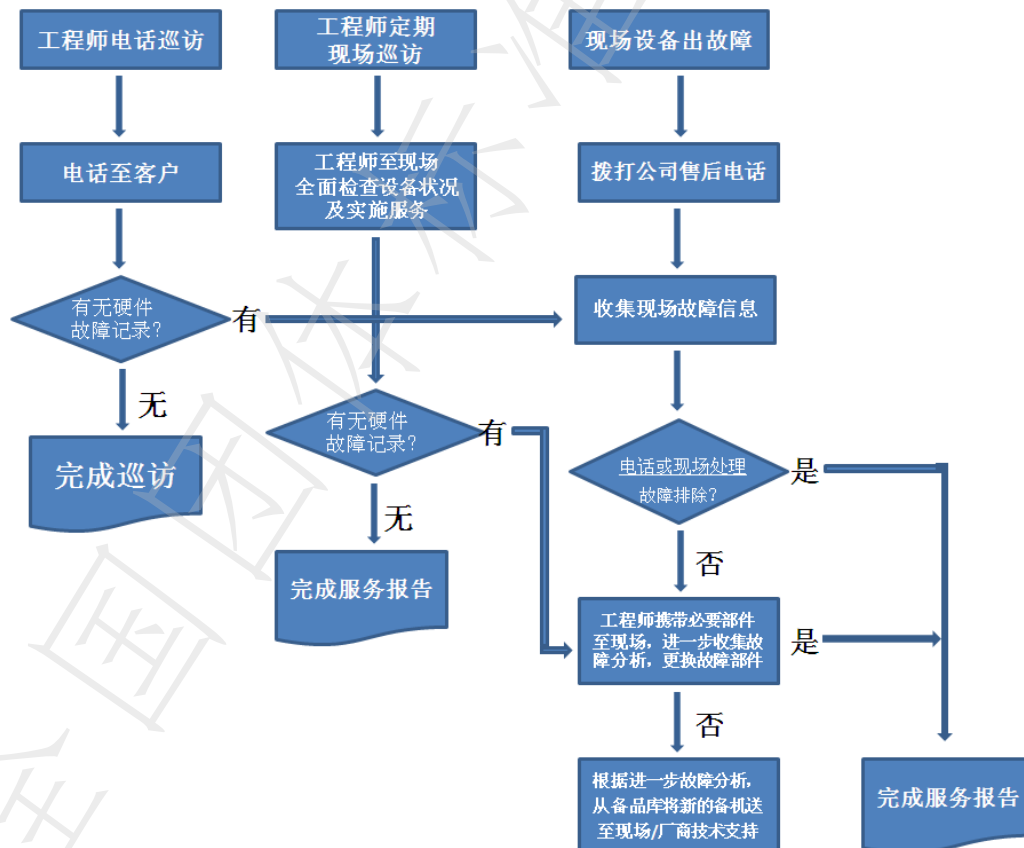 工程师电话巡访
工程师定期
现场巡访
现场设备出故障
电话至客户
工程师至现场
全面检查设备状况
及实施服务
拨打公司售后电话
有无硬件
故障记录?
有
收集现场故障信息
无
完成巡访
有无硬件
故障记录?
有
无
完成服务报告
电话或现场处理
故障排除?
是
否
工程师携带必要部件
至现场，进一步收集故
障分析，更换故障部件
是
否
根据进一步故障分析，
从备品库将新的备机送
至现场/厂商技术支持
完成服务报告
全国团体标准